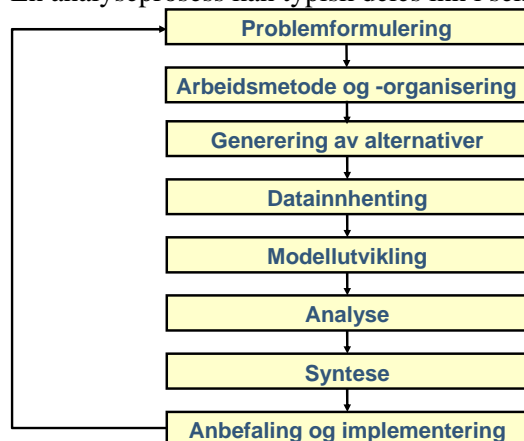 Problemformulering
Arbeidsmetode og -organisering
Generering av alternativer
Datainnhenting
Modellutvikling
Analyse
Syntese
Anbefaling og implementering